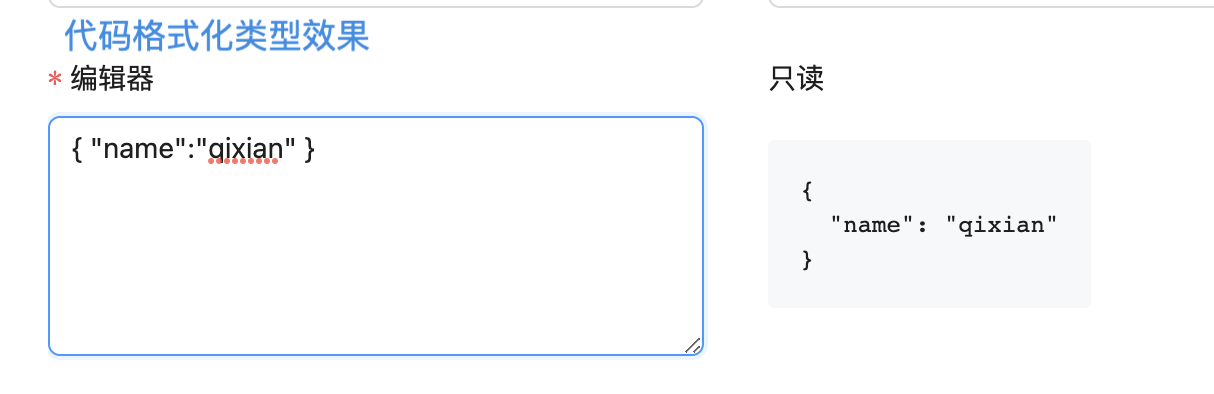 代码格式化类型效果
* 编辑器
{ "name":"qixian" }
只读
{
  "name": "qixian"
}